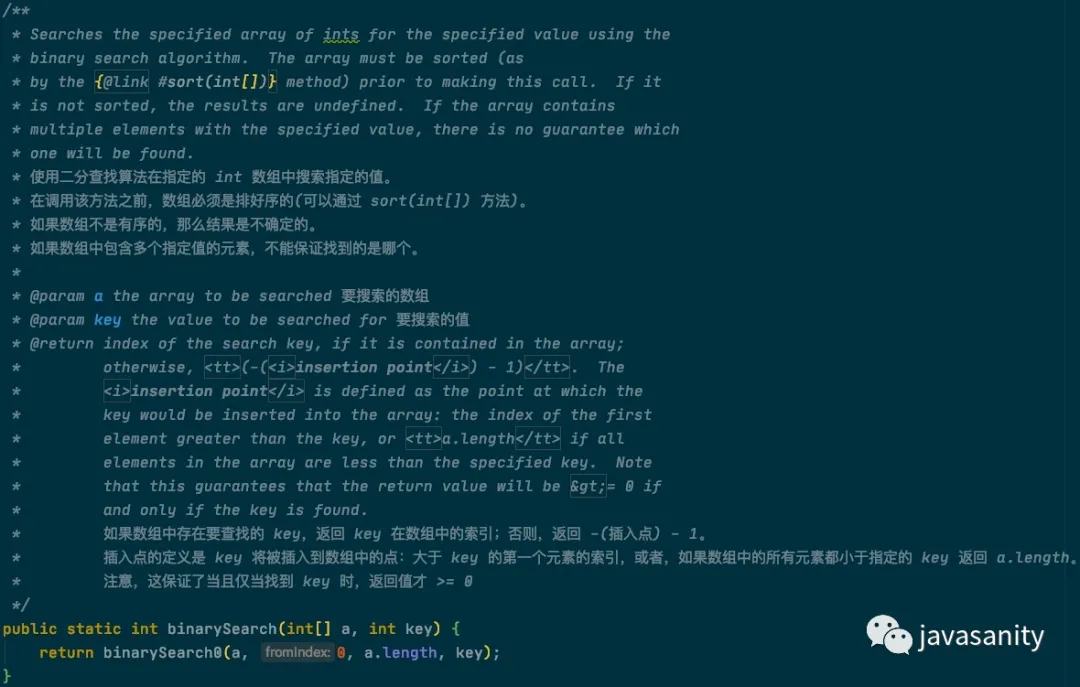 /**
* Searches the specified array of ints for the specified value using the
* binary search algorithm.  The array must be sorted (as
* by the {@link #sort(int[])} method) prior to making this call.  If it
* is not sorted, the results are undefined.  If the array contains
* multiple elements with the specified value, there is no guarantee which
* one will be found.
* 使用二分查找算法在指定的 int 数组中搜索指定的值。
* 在调用该方法之前，数组必须是排好序的(可以通过 sort(int[]) 方法)。
* 如果数组不是有序的，那么结果是不确定的。
* 如果数组中包含多个指定值的元素，不能保证找到的是哪个。
*
* @param a the array to be searched 要搜索的数组
* @param key the value to be searched for 要搜索的值
* @return index of the search key, if it is contained in the array;
*         otherwise, <tt>(-(<i>insertion point</i>) - 1)</tt>.  The
*         <i>insertion point</i> is defined as the point at which the
*         key would be inserted into the array: the index of the first
*         element greater than the key, or <tt>a.length</tt> if all
*         elements in the array are less than the specified key.  Note
*         that this guarantees that the return value will be &gt;= 0 if
*         and only if the key is found.
*         如果数组中存在要查找的 key，返回 key 在数组中的索引；否则，返回 -(插入点) - 1。
*         插入点的定义是 key 将被插入到数组中的点：大于 key 的第一个元素的索引，或者，如果数组中的所有元素都小于指定的 key 返回 a.length。
*         注意，这保证了当且仅当找到 key 时，返回值才 >= 0
*/
public static int binarySearch(int[] a, int key) {
return binarySearch0(a, fromIndex: 0, a.length, key);
}
javasanity